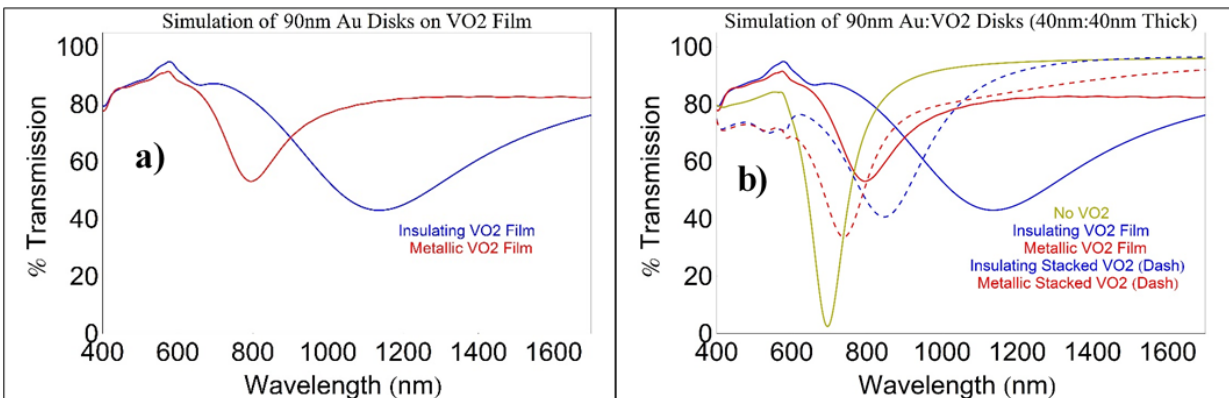 Simulation of 90nm Au Disks on VO2 Film
100
80
60
40
20
0
% Transmission
a)
Insulating VO2 Film
Metallic VO2 Film
400 600 800 1000 1200 1400 1600
Wavelength (nm)
Simulation of 90nm Au:VO2 Disks (40nm:40nm Thick)
100
80
60
40
20
0
% Transmission
b)
No VO2
Insulating VO2 Film
Metallic VO2 Film
Insulating Stacked VO2 (Dash)
Metallic Stacked VO2 (Dash)
400 600 800 1000 1200 1400 1600
Wavelength (nm)